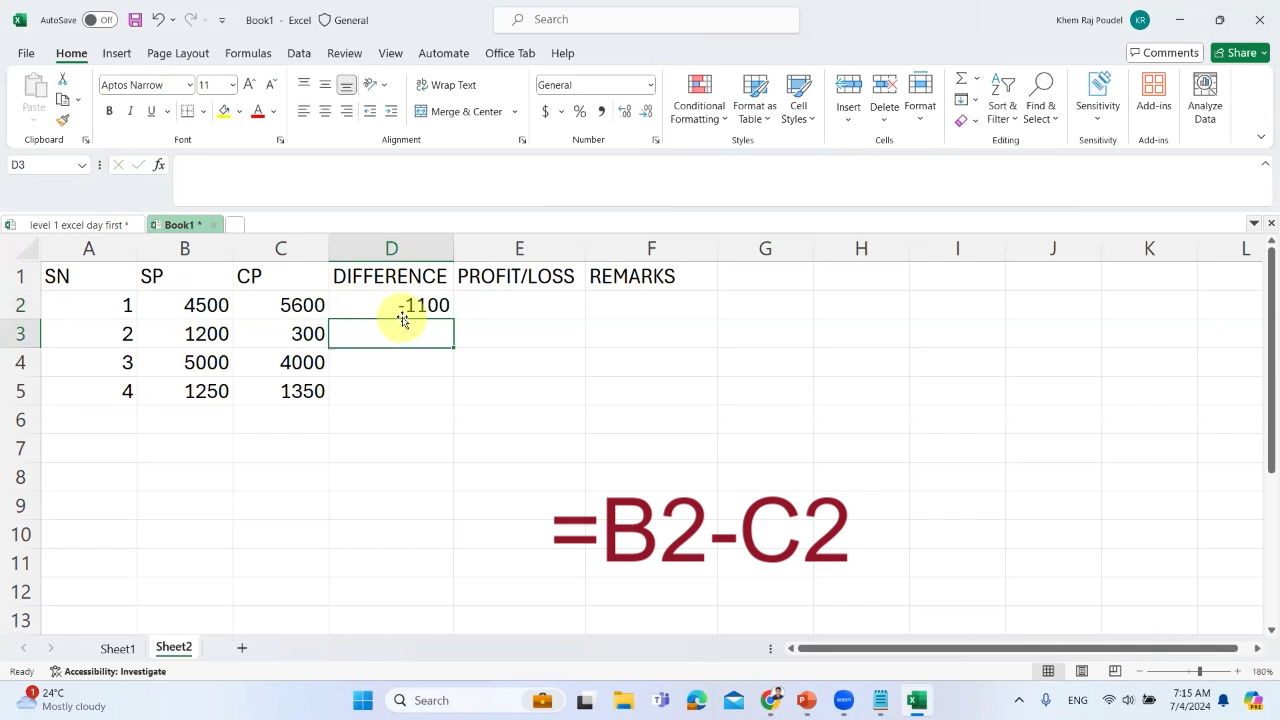 AutoSave Off Book1 - Excel General Search Khem Raj Poudel KR
File Home Insert Page Layout Formulas Data Review View Automate Office Tab Help Comments Share
Paste Aptos Narrow 11 Wrap Text General Conditional Formatting Format as Table Cell Styles Insert Delete Format Sort & Filter Find & Select Sensitivity Add-ins Analyze Data
B I U Merge & Center $ %
Clipboard Font Alignment Number Styles Cells Editing Sensitivity Add-ins
D3 fx
level 1 excel day first * Book1 *
A B C D E F G H I J K L
1 SN SP CP DIFFERENCE PROFIT/LOSS REMARKS
2 1 4500 5600 -1100
3 2 1200 300
4 3 5000 4000
5 4 1250 1350
6
7
8
9
=B2-C2
10
11
12
13
Sheet1 Sheet2
Ready Accessibility: Investigate 180%
1 24°C
Mostly cloudy
Search
ENG
7:15 AM
7/4/2024